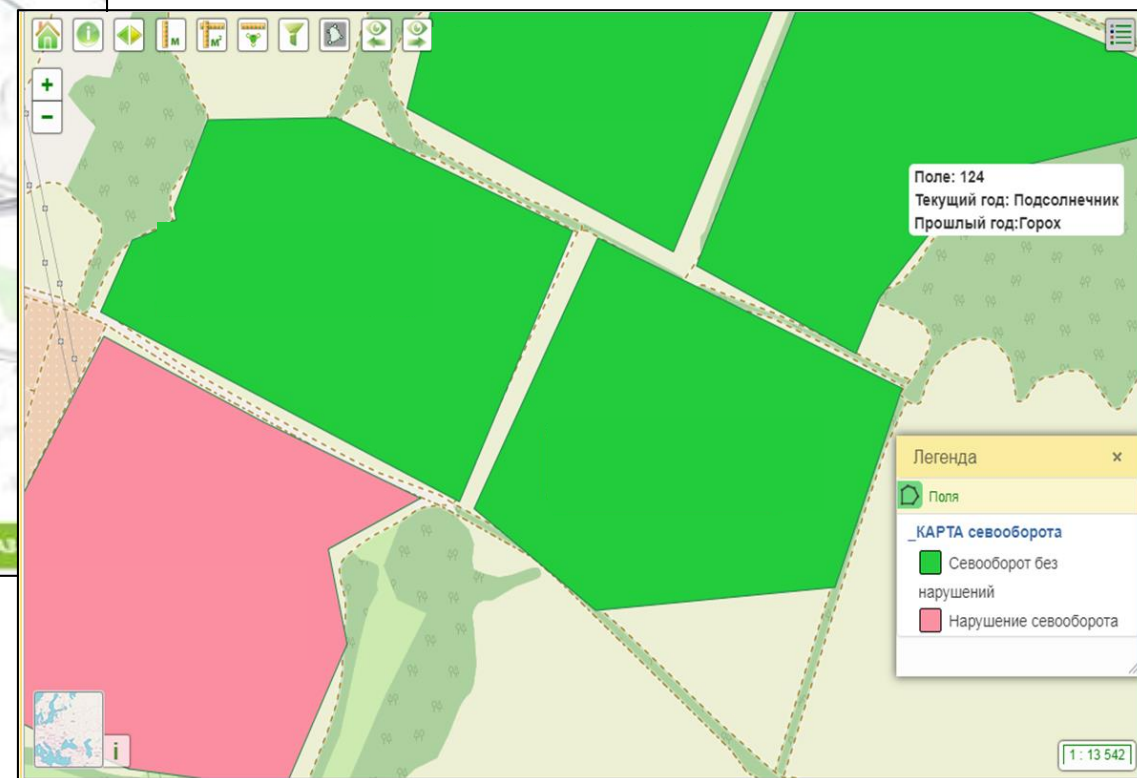 м
м²
+
−
Поле: 124
Текущий год: Подсолнечник
Прошлый год:Горох
Легенда ×
Поля
_КАРТА севооборота
Севооборот без
нарушений
Нарушение севооборота
i
1 : 13 542